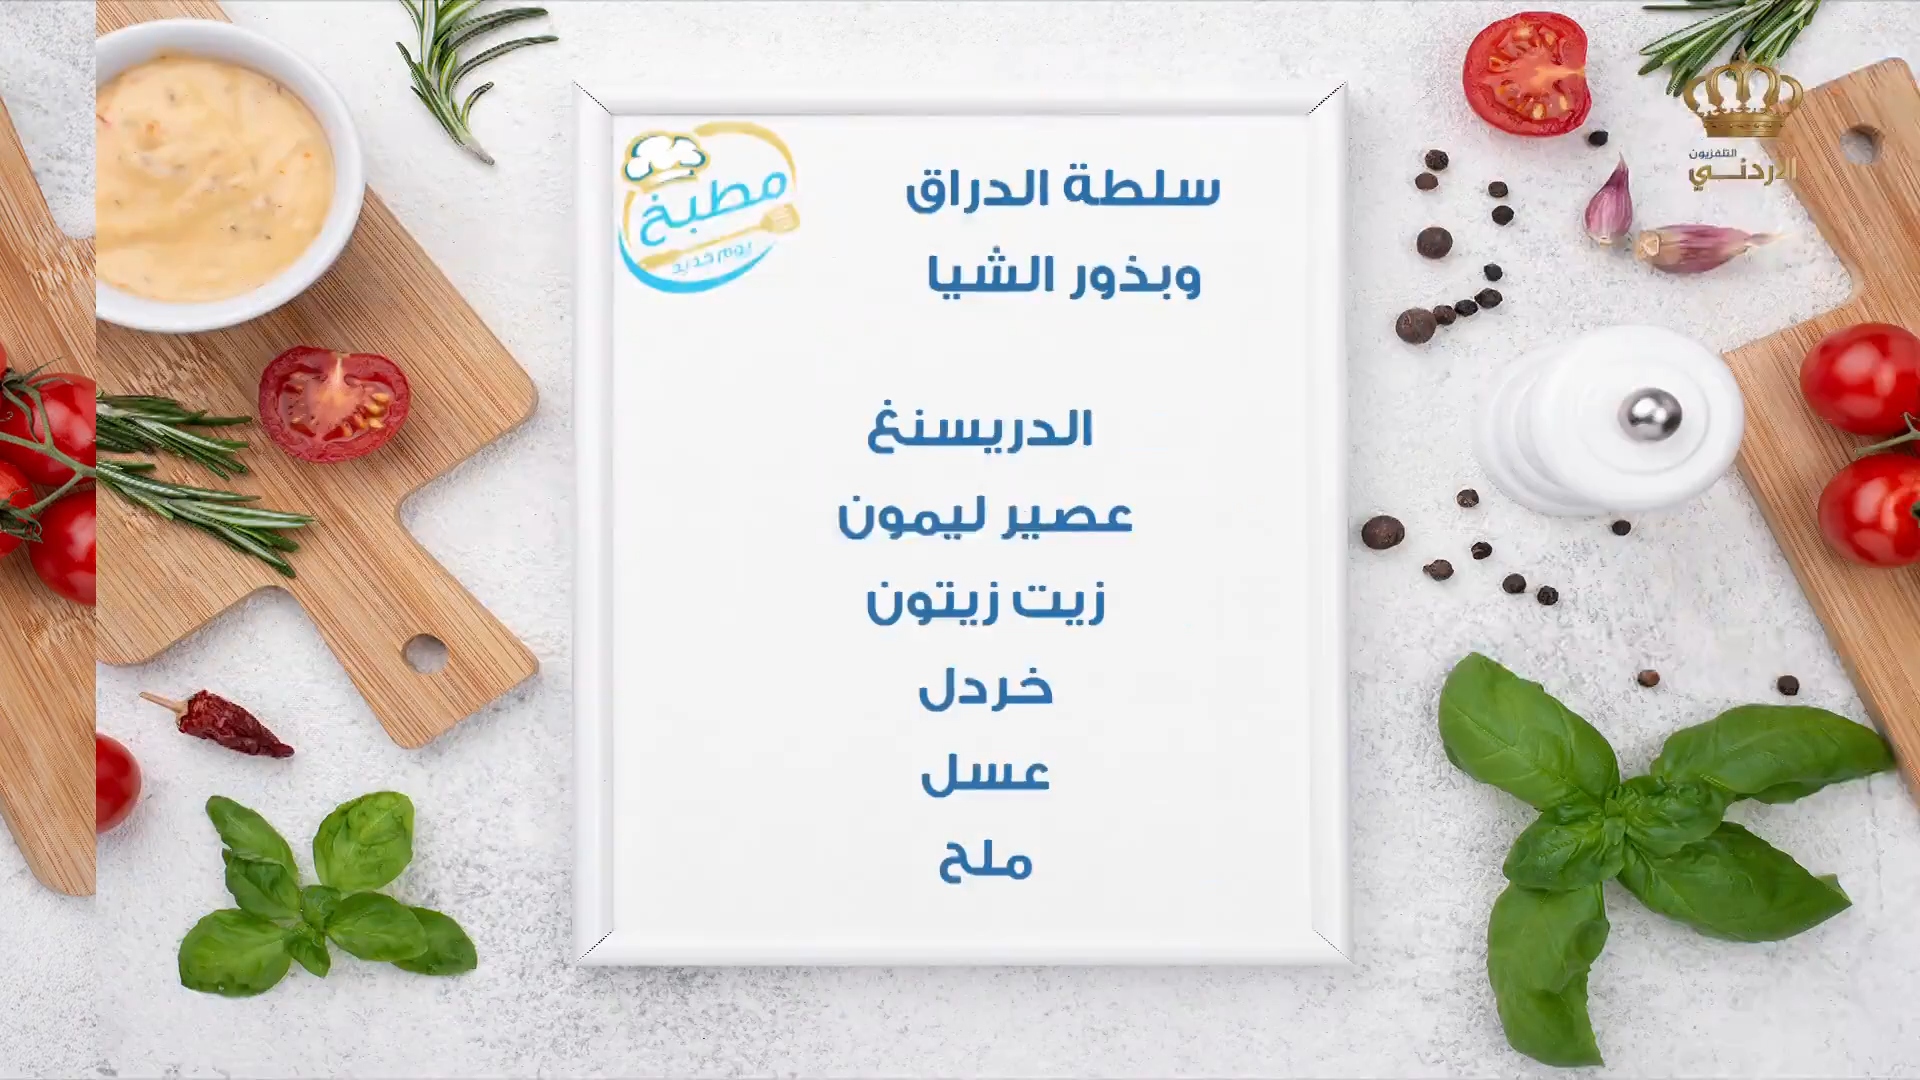 سلطة الدراق
وبذور الشيا
مطبخ
يوم جديد
التلفزيون
الأردني
الدريسنغ
عصير ليمون
زيت زيتون
خردل
عسل
ملح